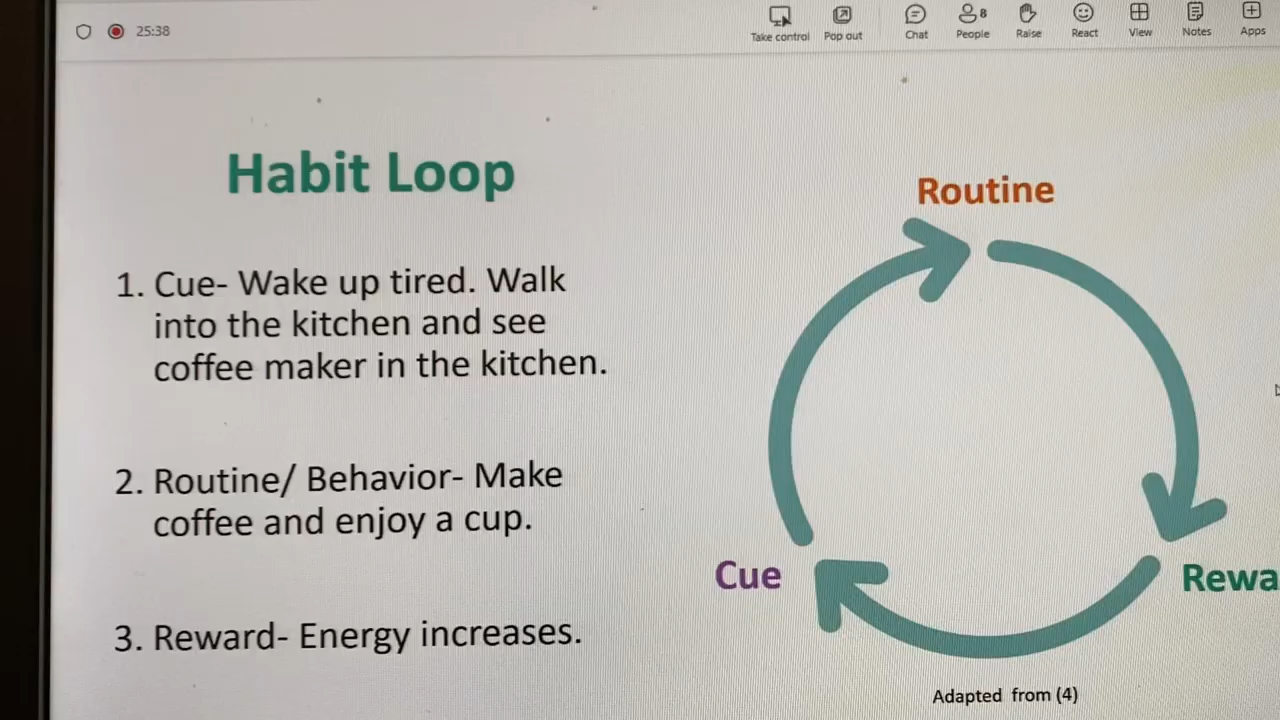 25:38
Take control
Pop out
Chat
8
People
Raise
React
View
Notes
Apps
Habit Loop
1. Cue- Wake up tired. Walk
into the kitchen and see
coffee maker in the kitchen.
2. Routine/ Behavior- Make
coffee and enjoy a cup.
3. Reward- Energy increases.
Routine
Cue
Rewa
Adapted from (4)